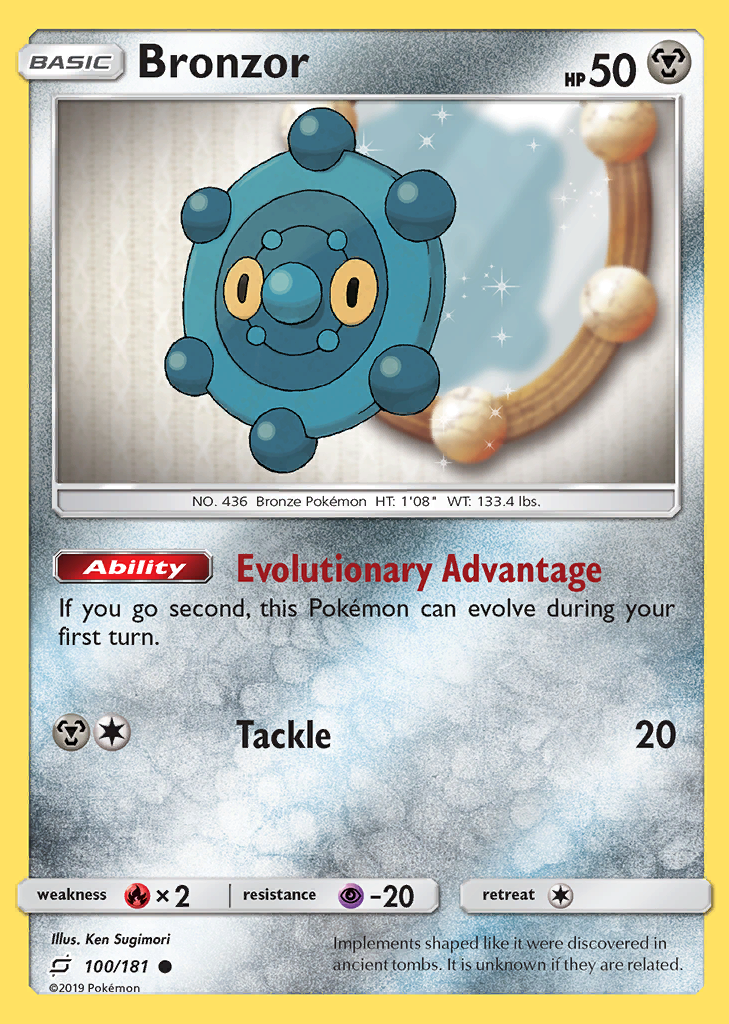 BASIC Bronzor HP 50
NO. 436 Bronze Pokémon HT: 1'08" WT: 133.4 lbs.
Ability Evolutionary Advantage
If you go second, this Pokémon can evolve during your
first turn.
Tackle 20
weakness ×2 resistance -20 retreat
Illus. Ken Sugimori
100/181
©2019 Pokémon
Implements shaped like it were discovered in
ancient tombs. It is unknown if they are related.